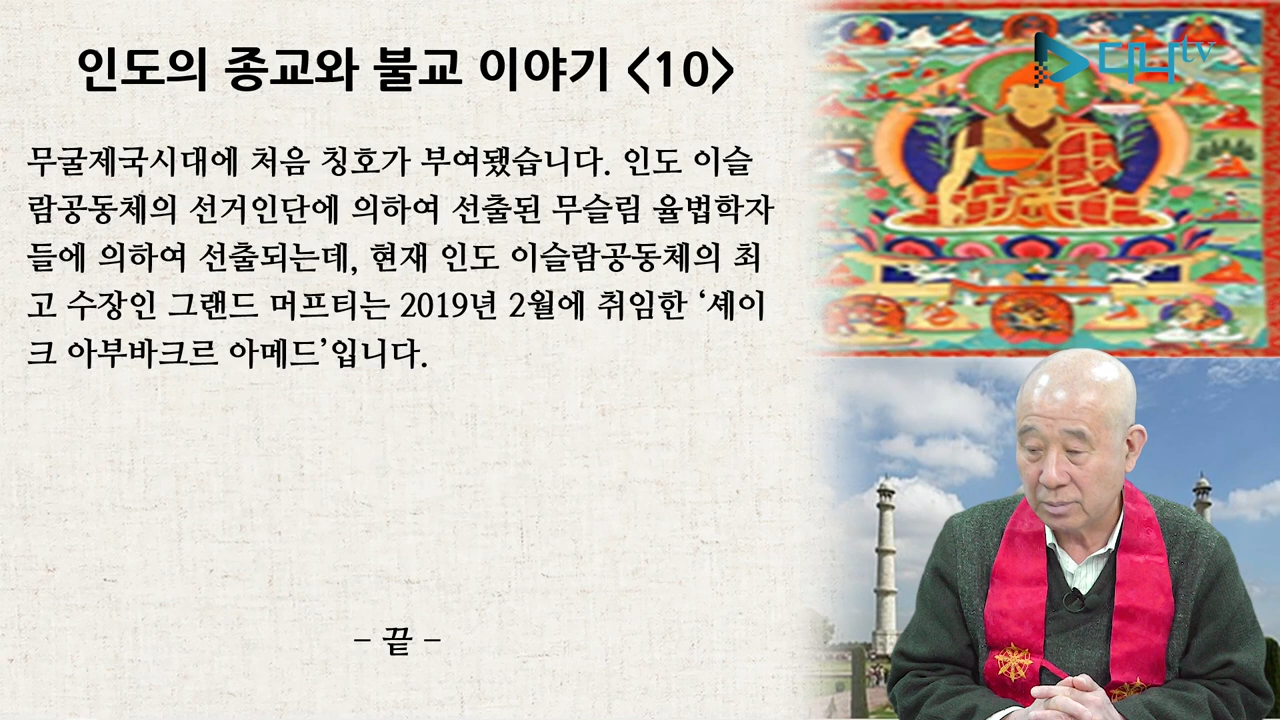 인도의 종교와 불교 이야기 <10>
다나tv
무굴제국시대에 처음 칭호가 부여됐습니다. 인도 이슬
람공동체의 선거인단에 의하여 선출된 무슬림 율법학자
들에 의하여 선출되는데, 현재 인도 이슬람공동체의 최
고 수장인 그랜드 머프티는 2019년 2월에 취임한 ‘셰이
크 아부바크르 아메드’입니다.
- 끝 -